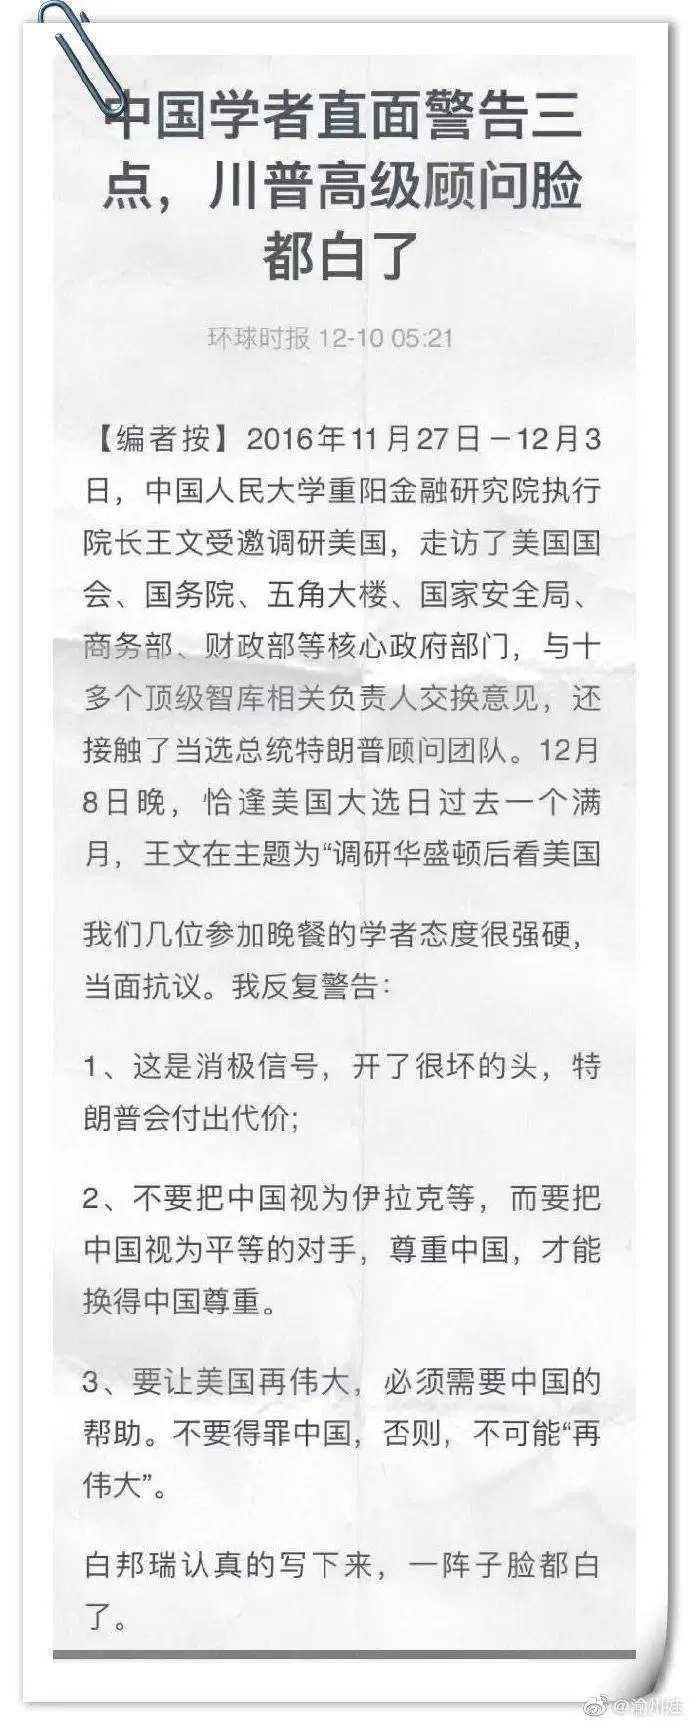 中国学者直面警告三
点，川普高级顾问脸
都白了
环球时报 12-10 05:21
【编者按】2016年11月27日－12月3
日，中国人民大学重阳金融研究院执行
院长王文受邀调研美国，走访了美国国
会、国务院、五角大楼、国家安全局、
商务部、财政部等核心政府部门，与十
多个顶级智库相关负责人交换意见，还
接触了当选总统特朗普顾问团队。12月
8日晚，恰逢美国大选日过去一个满
月，王文在主题为“调研华盛顿后看美国
我们几位参加晚餐的学者态度很强硬，
当面抗议。我反复警告：
1、这是消极信号，开了很坏的头，特
朗普会付出代价;
2、不要把中国视为伊拉克等，而要把
中国视为平等的对手，尊重中国，才能
换得中国尊重。
3、要让美国再伟大，必须需要中国的
帮助。不要得罪中国，否则，不可能“再
伟大”。
白邦瑞认真的写下来，一阵子脸都白
了。
@渝州娃